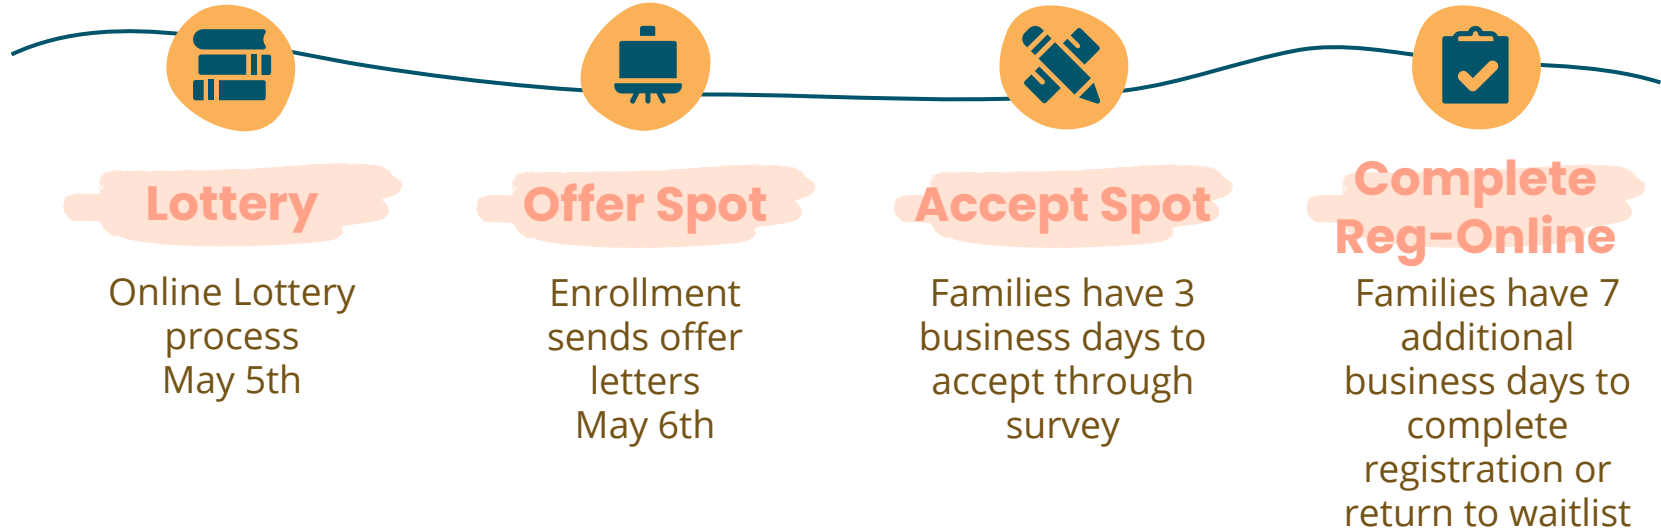 Lottery
Online Lottery
process
May 5th
Offer Spot
Enrollment
sends offer
letters
May 6th
Accept Spot
Families have 3
business days to
accept through
survey
Complete
Reg-Online
Families have 7
additional
business days to
complete
registration or
return to waitlist